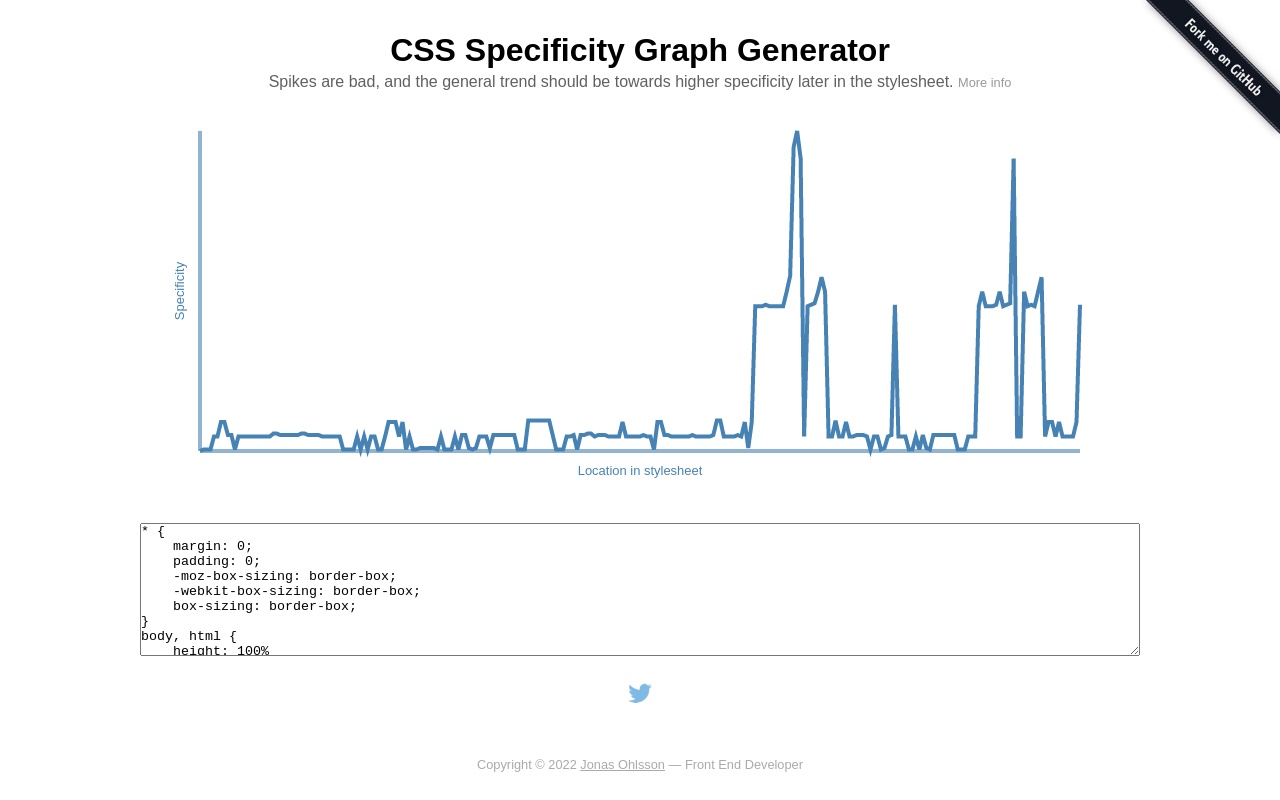 Fork me on GitHub
CSS Specificity Graph Generator
Spikes are bad, and the general trend should be towards higher specificity later in the stylesheet. More info
Specificity
Location in stylesheet
* {
    margin: 0;
    padding: 0;
    -moz-box-sizing: border-box;
    -webkit-box-sizing: border-box;
    box-sizing: border-box;
}
body, html {
    height: 100%
Copyright © 2022 Jonas Ohlsson — Front End Developer